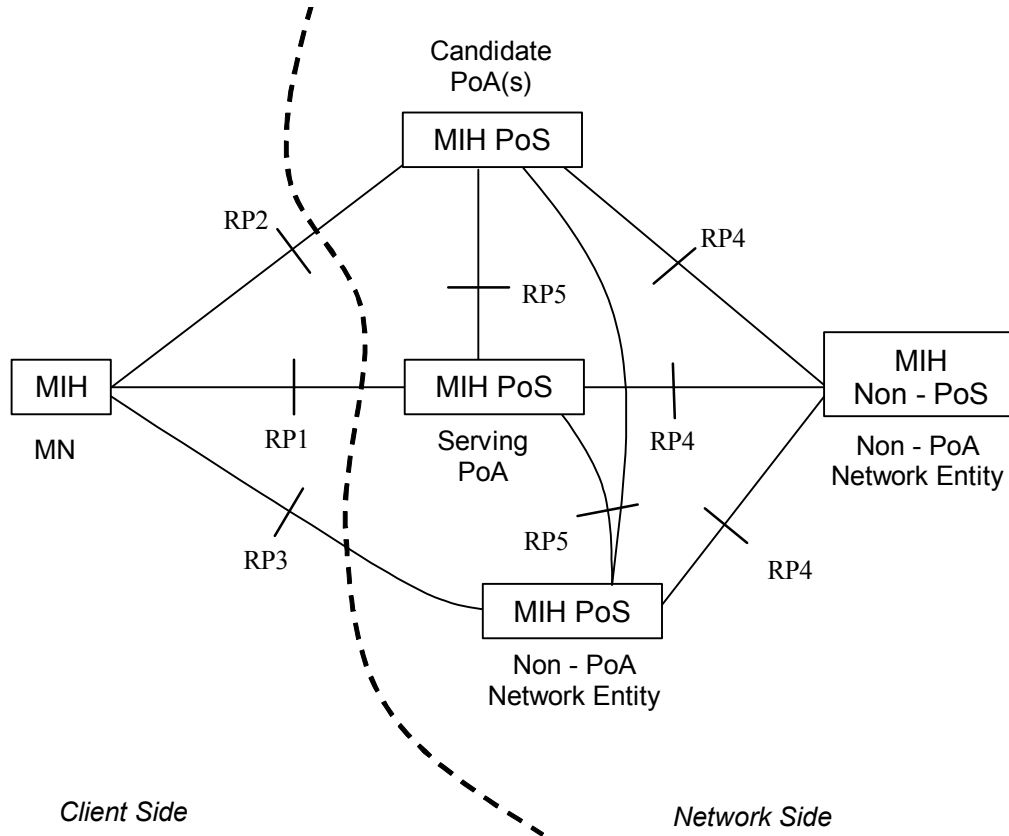 Candidate
PoA(s)
MIH PoS
RP2
RP4
RP5
MIH
MIH PoS
MIH
Non - PoS
MN
RP1
Serving
PoA
RP4
Non - PoA
Network Entity
RP3
RP5
RP4
MIH PoS
Non - PoA
Network Entity
Client Side
Network Side